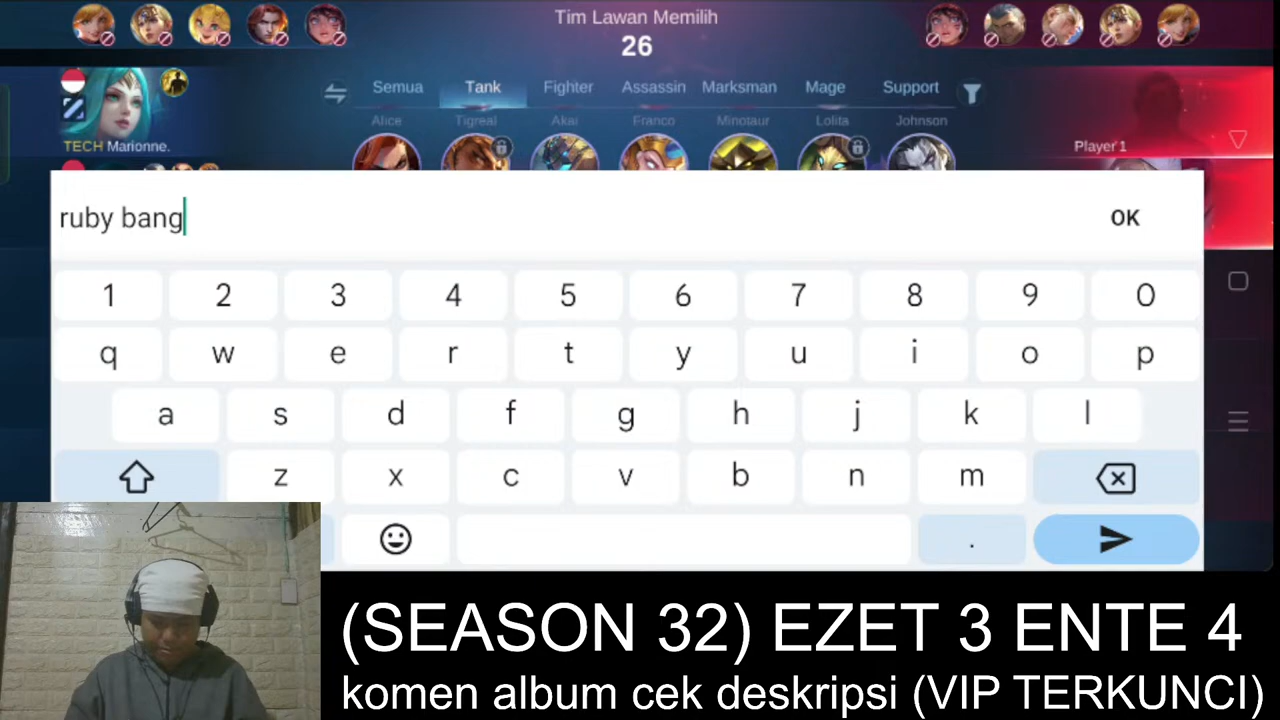 Tim Lawan Memilih
26
Semua Tank Fighter Assassin Marksman Mage Support
Alice Tigreal Akai Franco Minotaur Lolita Johnson
TECH Marionne.
Player 1
ruby bang
OK
1 2 3 4 5 6 7 8 9 0
q w e r t y u i o p
a s d f g h j k l
z x c v b n m
.
(SEASON 32) EZET 3 ENTE 4
komen album cek deskripsi (VIP TERKUNCI)